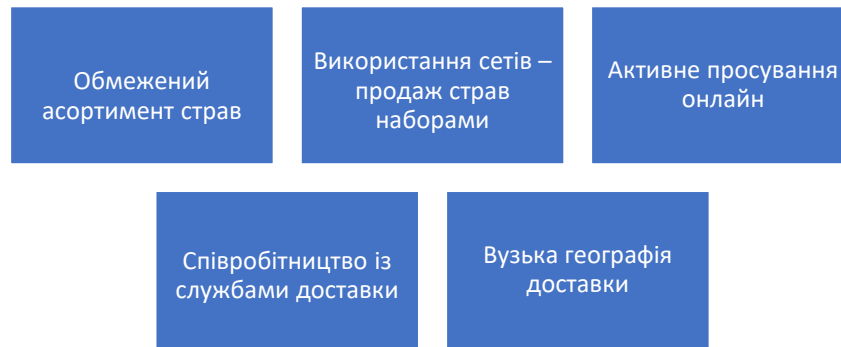 Обмежений
асортимент страв
Використання сетів –
продаж страв
наборами
Активне просування
онлайн
Співробітництво із
службами доставки
Вузька географія
доставки